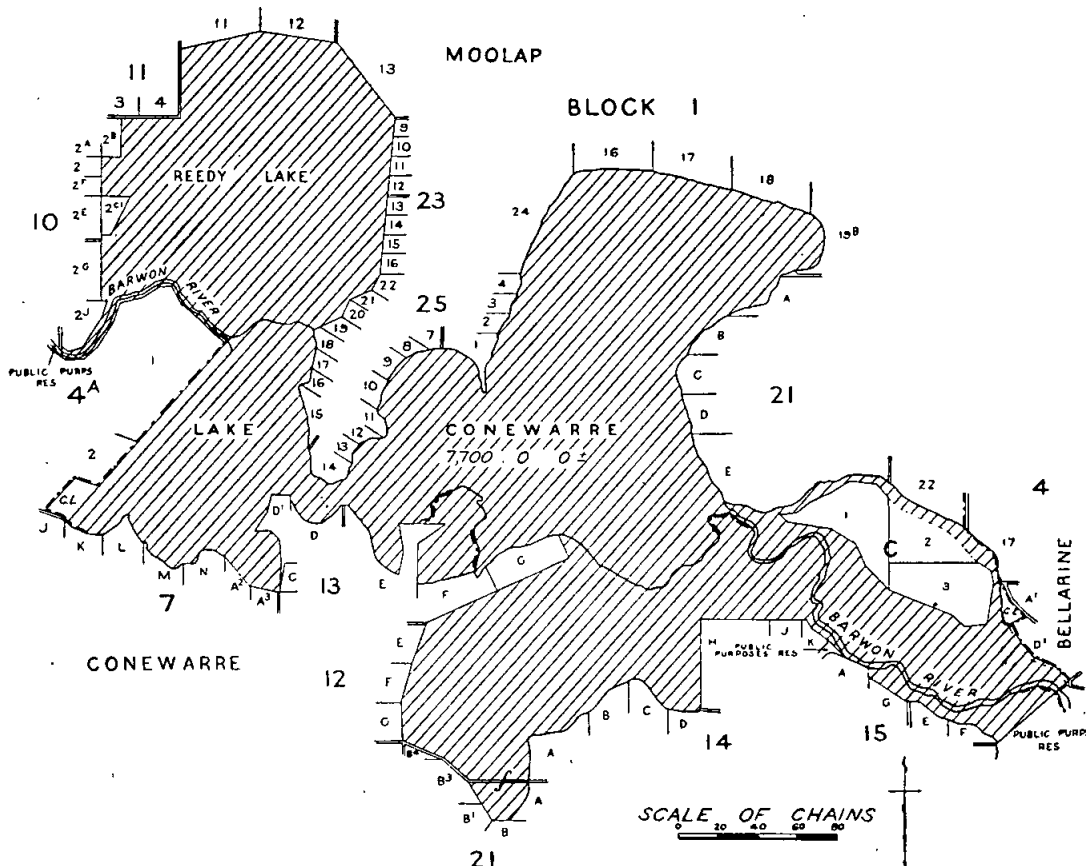 11
12
MOOLAP
13
11
BLOCK 1
3 4
9
2A 2B
10
16 17
2
REEDY LAKE
11
18
2F
12
23
24
10
2E 2C1
13
14
19B
15
2G
16
BARWON RIVER
22
4
A
21
25
3
2J
20
2
19
7
1
B
18
8
1
17
9
PUBLIC PURPS
RES
4A
16
10
C
21
LAKE
15
CONEWARRE
D
11
7,700 . 0 0 ±
12
2
13
E
14
22
4
C.L
D1
1
J K L
D
C
2
17
G
M N A2 A3
C
13
E
F
3
A1
C.L
BELLARINE
7
E
H
J
K
BARWON RIVER
D1
CONEWARRE
12
PUBLIC
PURPOSES RES
F
A
G
B C D
14
G
15
E F
PUBLIC PURPS
RES
B4
A
B3
A
SCALE OF CHAINS
B1
B
0 20 40 60 80
21